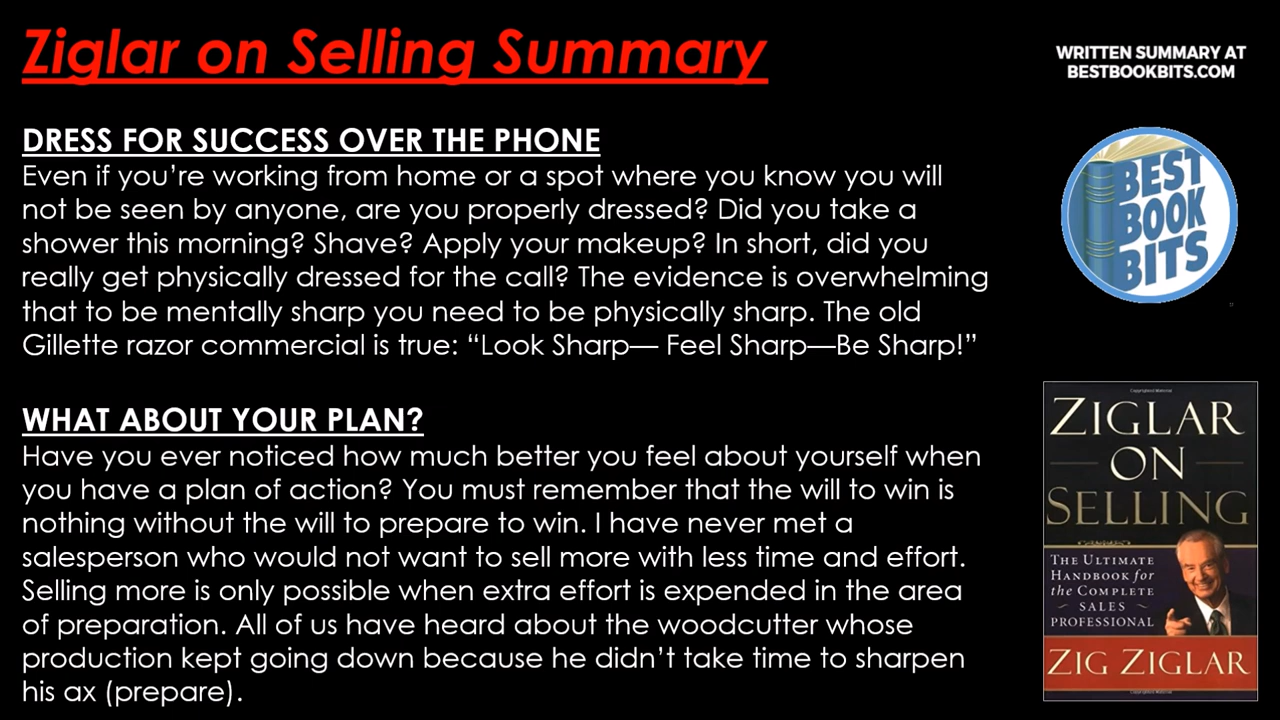 Ziglar on Selling Summary
WRITTEN SUMMARY AT
BESTBOOKBITS.COM
DRESS FOR SUCCESS OVER THE PHONE
Even if you’re working from home or a spot where you know you will
not be seen by anyone, are you properly dressed? Did you take a
shower this morning? Shave? Apply your makeup? In short, did you
really get physically dressed for the call? The evidence is overwhelming
that to be mentally sharp you need to be physically sharp. The old
Gillette razor commercial is true: “Look Sharp— Feel Sharp—Be Sharp!”
WHAT ABOUT YOUR PLAN?
Have you ever noticed how much better you feel about yourself when
you have a plan of action? You must remember that the will to win is
nothing without the will to prepare to win. I have never met a
salesperson who would not want to sell more with less time and effort.
Selling more is only possible when extra effort is expended in the area
of preparation. All of us have heard about the woodcutter whose
production kept going down because he didn’t take time to sharpen
his ax (prepare).
BEST
BOOK
BITS
Copyrighted Material
ZIGLAR
ON
SELLING
THE ULTIMATE
HANDBOOK for
the COMPLETE
SALES
PROFESSIONAL
ZIG ZIGLAR
Copyrighted Material